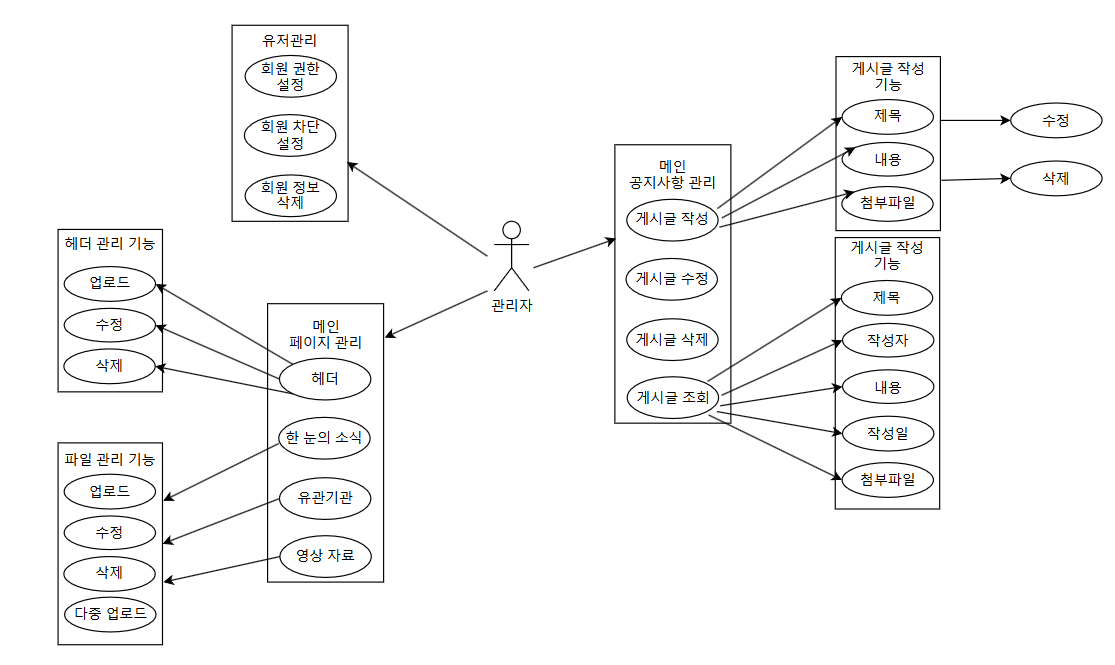 유저관리
회원 권한
설정
회원 차단
설정
회원 정보
삭제
헤더 관리 기능
업로드
수정
삭제
파일 관리 기능
업로드
수정
삭제
다중 업로드
메인
페이지 관리
헤더
한 눈의 소식
유관기관
영상 자료
관리자
메인
공지사항 관리
게시글 작성
게시글 수정
게시글 삭제
게시글 조회
게시글 작성
기능
제목
내용
첨부파일
수정
삭제
게시글 작성
기능
제목
작성자
내용
작성일
첨부파일